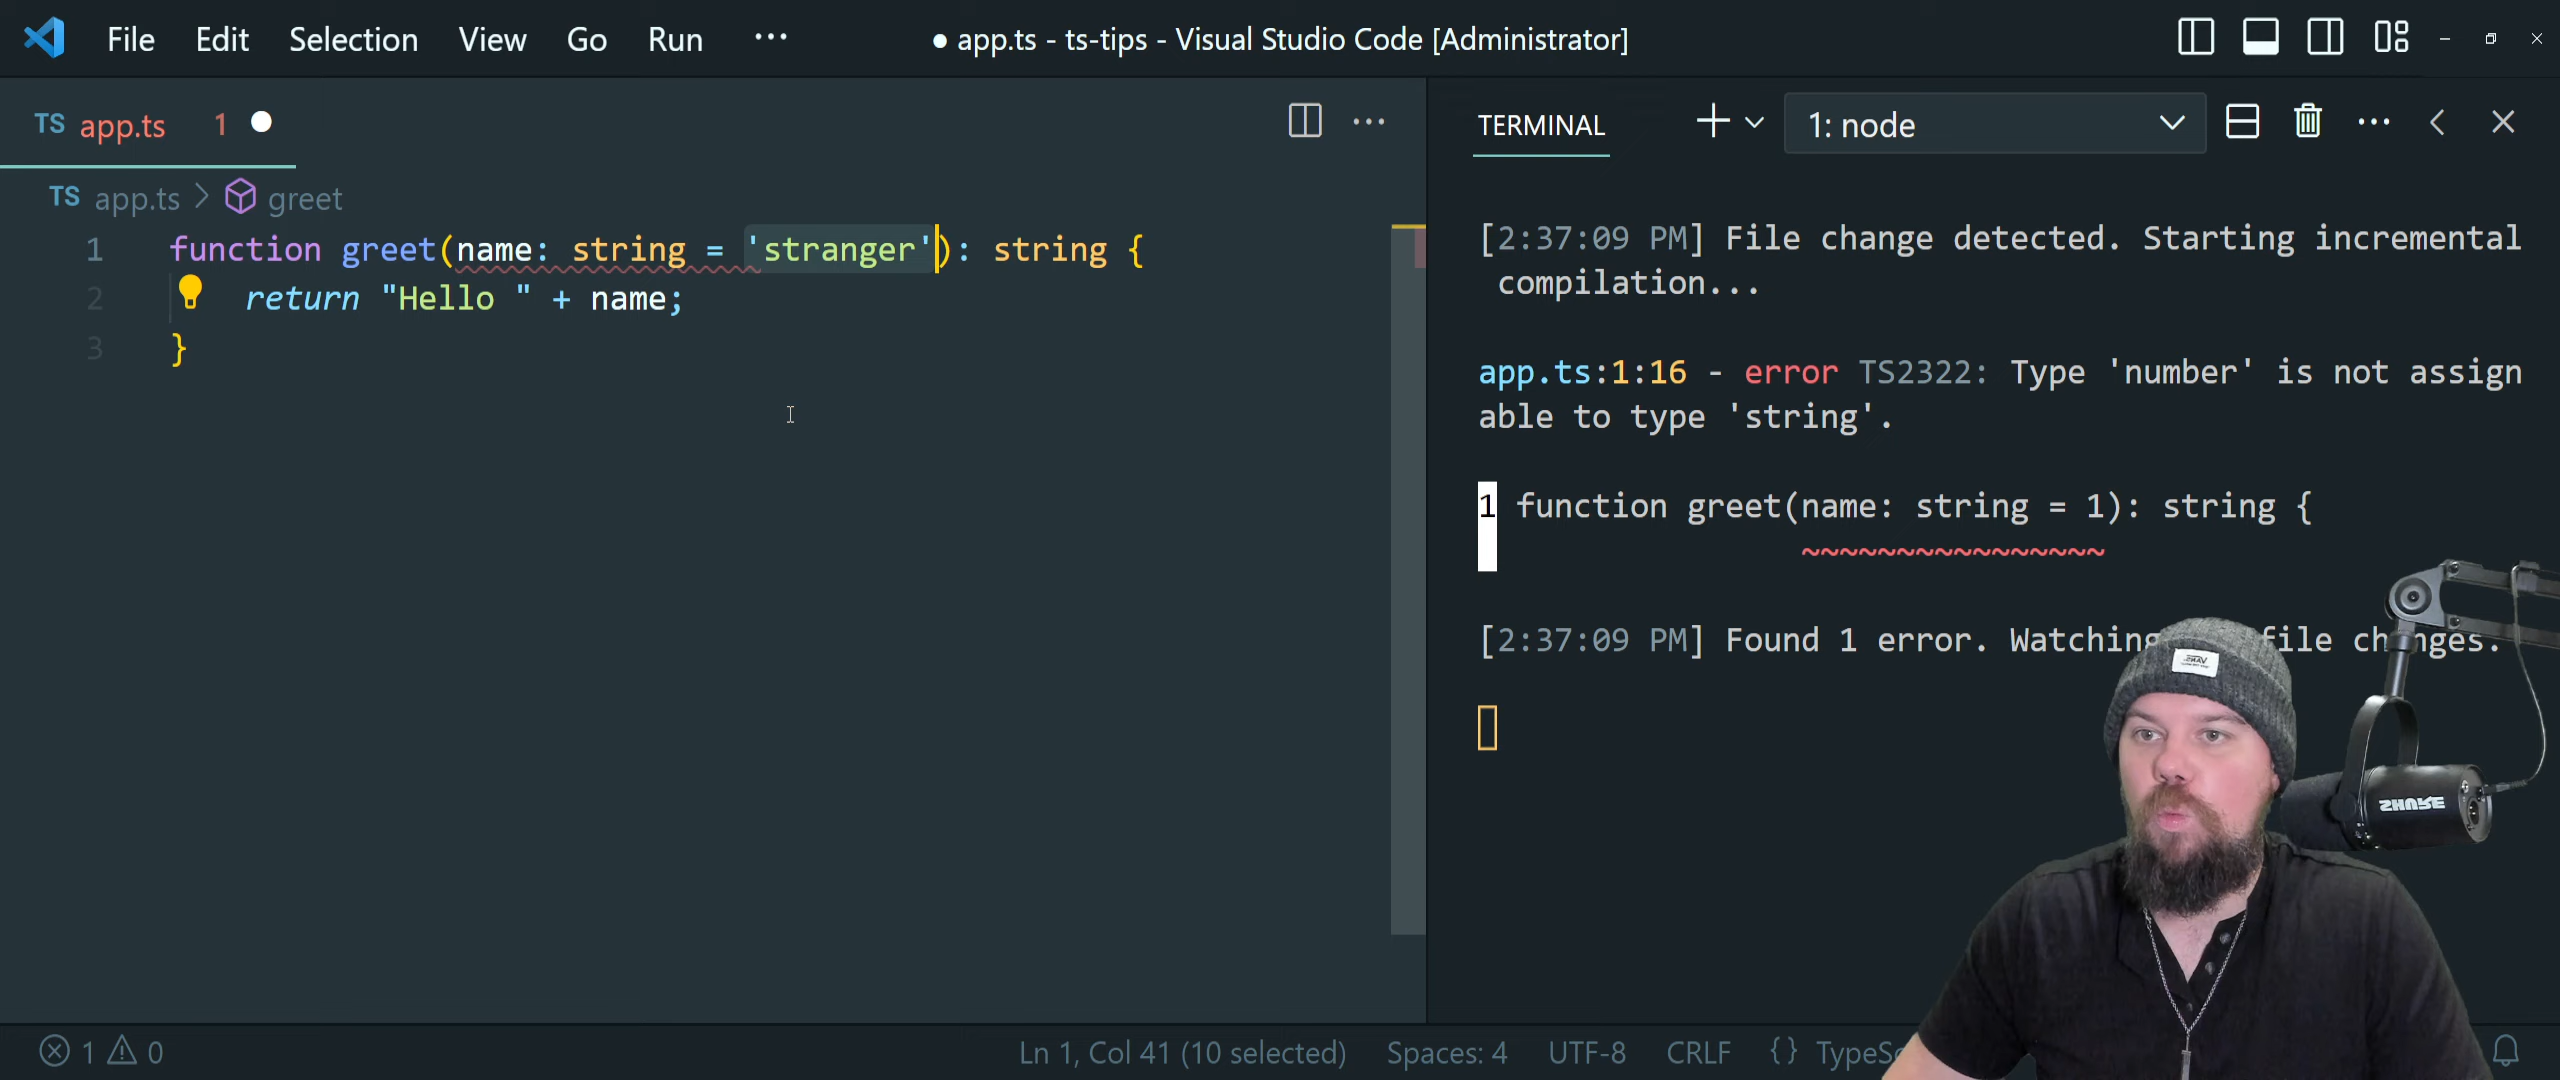 File Edit Selection View Go Run ··· ● app.ts - ts-tips - Visual Studio Code [Administrator]
TS app.ts 1 ●
TERMINAL 1: node
TS app.ts > greet
1 function greet(name: string = 'stranger'): string {
2 return "Hello " + name;
3 }
[2:37:09 PM] File change detected. Starting incremental
compilation...
app.ts:1:16 - error TS2322: Type 'number' is not assign
able to type 'string'.
1 function greet(name: string = 1): string {
~~~~~~~~~~~~~~~~
[2:37:09 PM] Found 1 error. Watching file changes.
VANS
SHURE
1 0 Ln 1, Col 41 (10 selected) Spaces: 4 UTF-8 CRLF {}